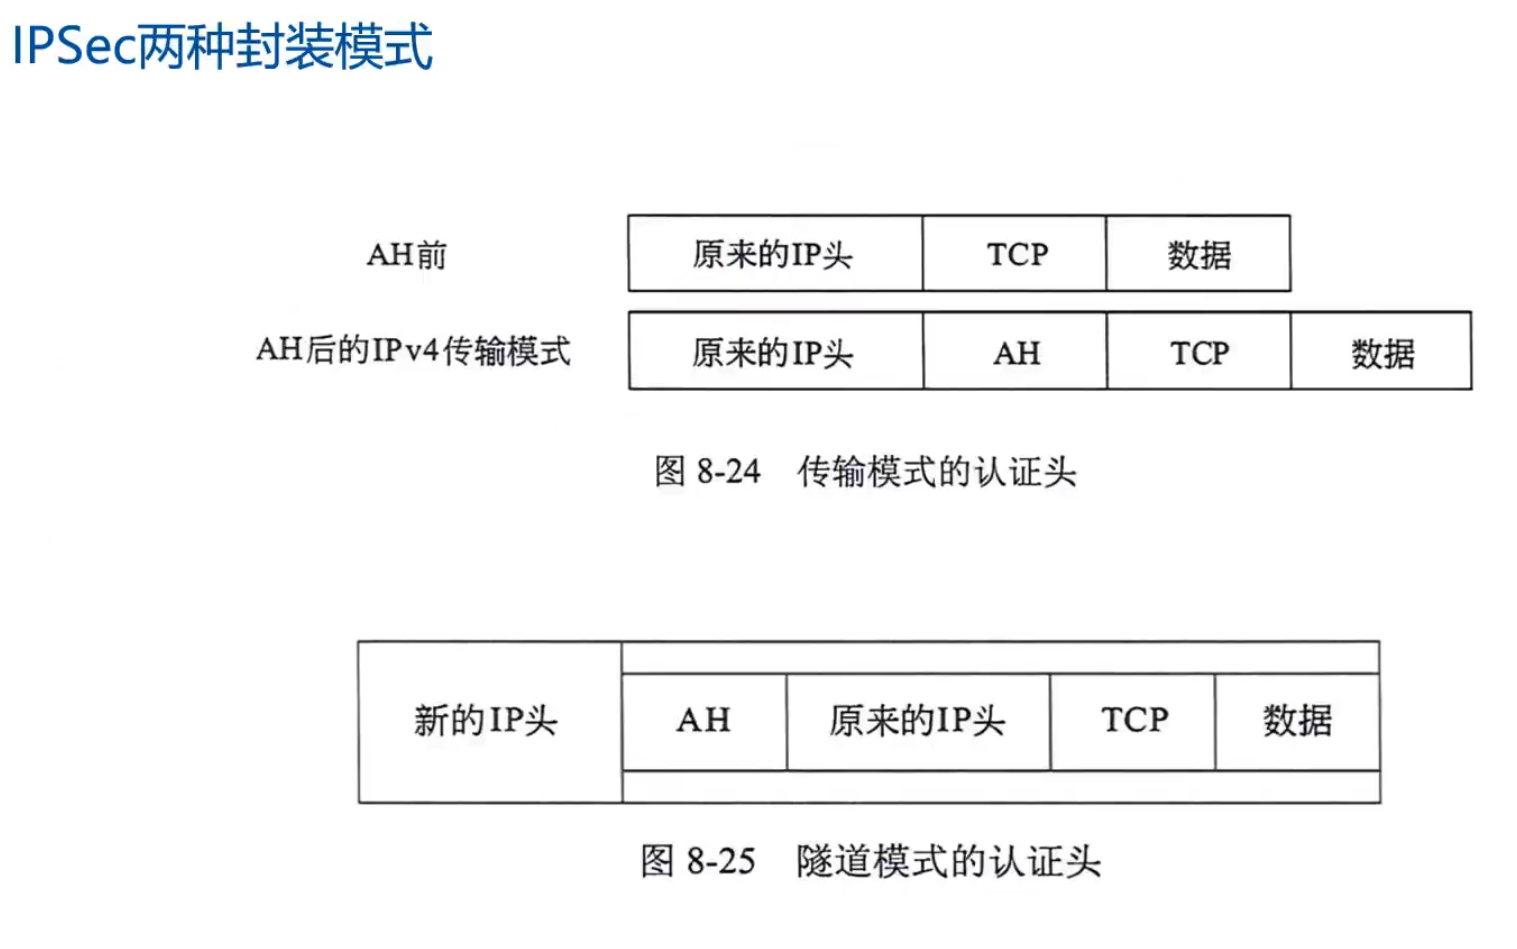 IPSec两种封装模式
AH前 原来的IP头 TCP 数据
AH后的IPv4传输模式 原来的IP头 AH TCP 数据
图 8-24 传输模式的认证头
新的IP头 AH 原来的IP头 TCP 数据
图 8-25 隧道模式的认证头